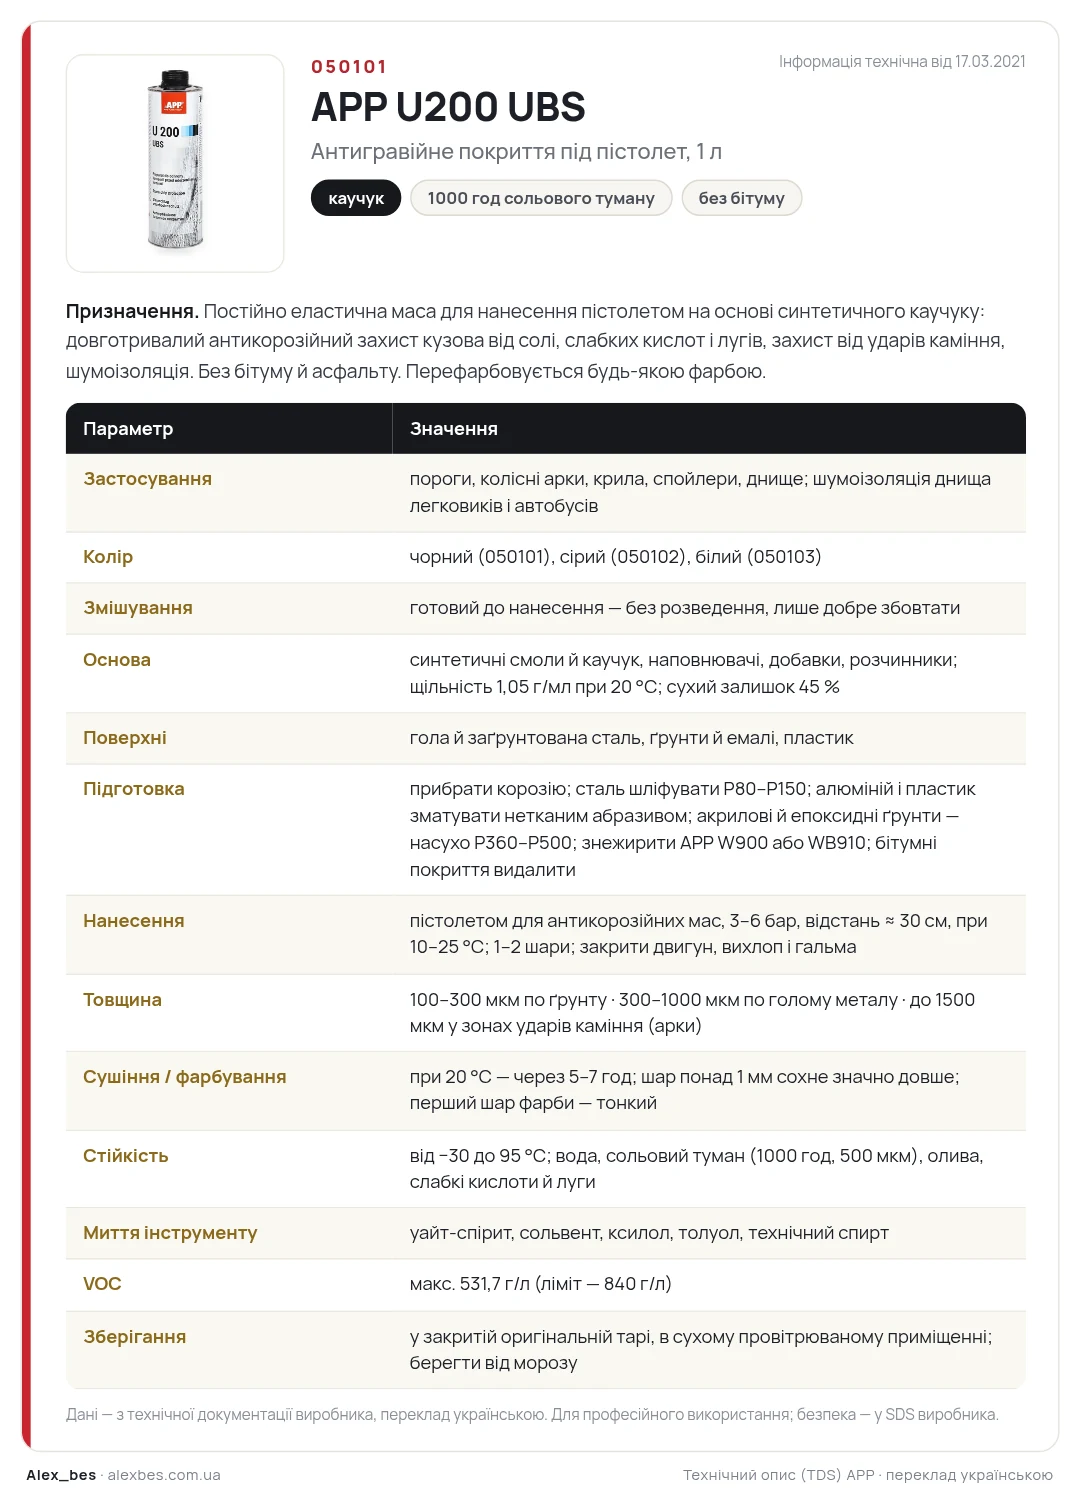 050101
Інформація технічна від 17.03.2021
APP U200 UBS
Антигравійне покриття під пістолет, 1 л
каучук
1000 год сольового туману
без бітуму
APP
U 200
UBS
Призначення. Постійно еластична маса для нанесення пістолетом на основі синтетичного каучуку:
довготривалий антикорозійний захист кузова від солі, слабких кислот і лугів, захист від ударів каміння,
шумоізоляція. Без бітуму й асфальту. Перефарбовується будь-якою фарбою.
Параметр
Значення
Застосування
пороги, колісні арки, крила, спойлери, днище; шумоізоляція днища
легковиків і автобусів
Колір
чорний (050101), сірий (050102), білий (050103)
Змішування
готовий до нанесення — без розведення, лише добре збовтати
Основа
синтетичні смоли й каучук, наповнювачі, добавки, розчинники;
щільність 1,05 г/мл при 20 °C; сухий залишок 45 %
Поверхні
гола й заґрунтована сталь, ґрунти й емалі, пластик
Підготовка
прибрати корозію; сталь шліфувати P80–P150; алюміній і пластик
зматувати нетканим абразивом; акрилові й епоксидні ґрунти —
насухо P360–P500; знежирити APP W900 або WB910; бітумні
покриття видалити
Нанесення
пістолетом для антикорозійних мас, 3–6 бар, відстань ≈ 30 см, при
10–25 °C; 1–2 шари; закрити двигун, вихлоп і гальма
Товщина
100–300 мкм по ґрунту · 300–1000 мкм по голому металу · до 1500
мкм у зонах ударів каміння (арки)
Сушіння / фарбування
при 20 °C — через 5–7 год; шар понад 1 мм сохне значно довше;
перший шар фарби — тонкий
Стійкість
від −30 до 95 °C; вода, сольовий туман (1000 год, 500 мкм), олива,
слабкі кислоти й луги
Миття інструменту
уайт-спірит, сольвент, ксилол, толуол, технічний спирт
VOC
макс. 531,7 г/л (ліміт — 840 г/л)
Зберігання
у закритій оригінальній тарі, в сухому провітрюваному приміщенні;
берегти від морозу
Дані — з технічної документації виробника, переклад українською. Для професійного використання; безпека — у SDS виробника.
Alex_bes · alexbes.com.ua
Технічний опис (TDS) APP · переклад українською